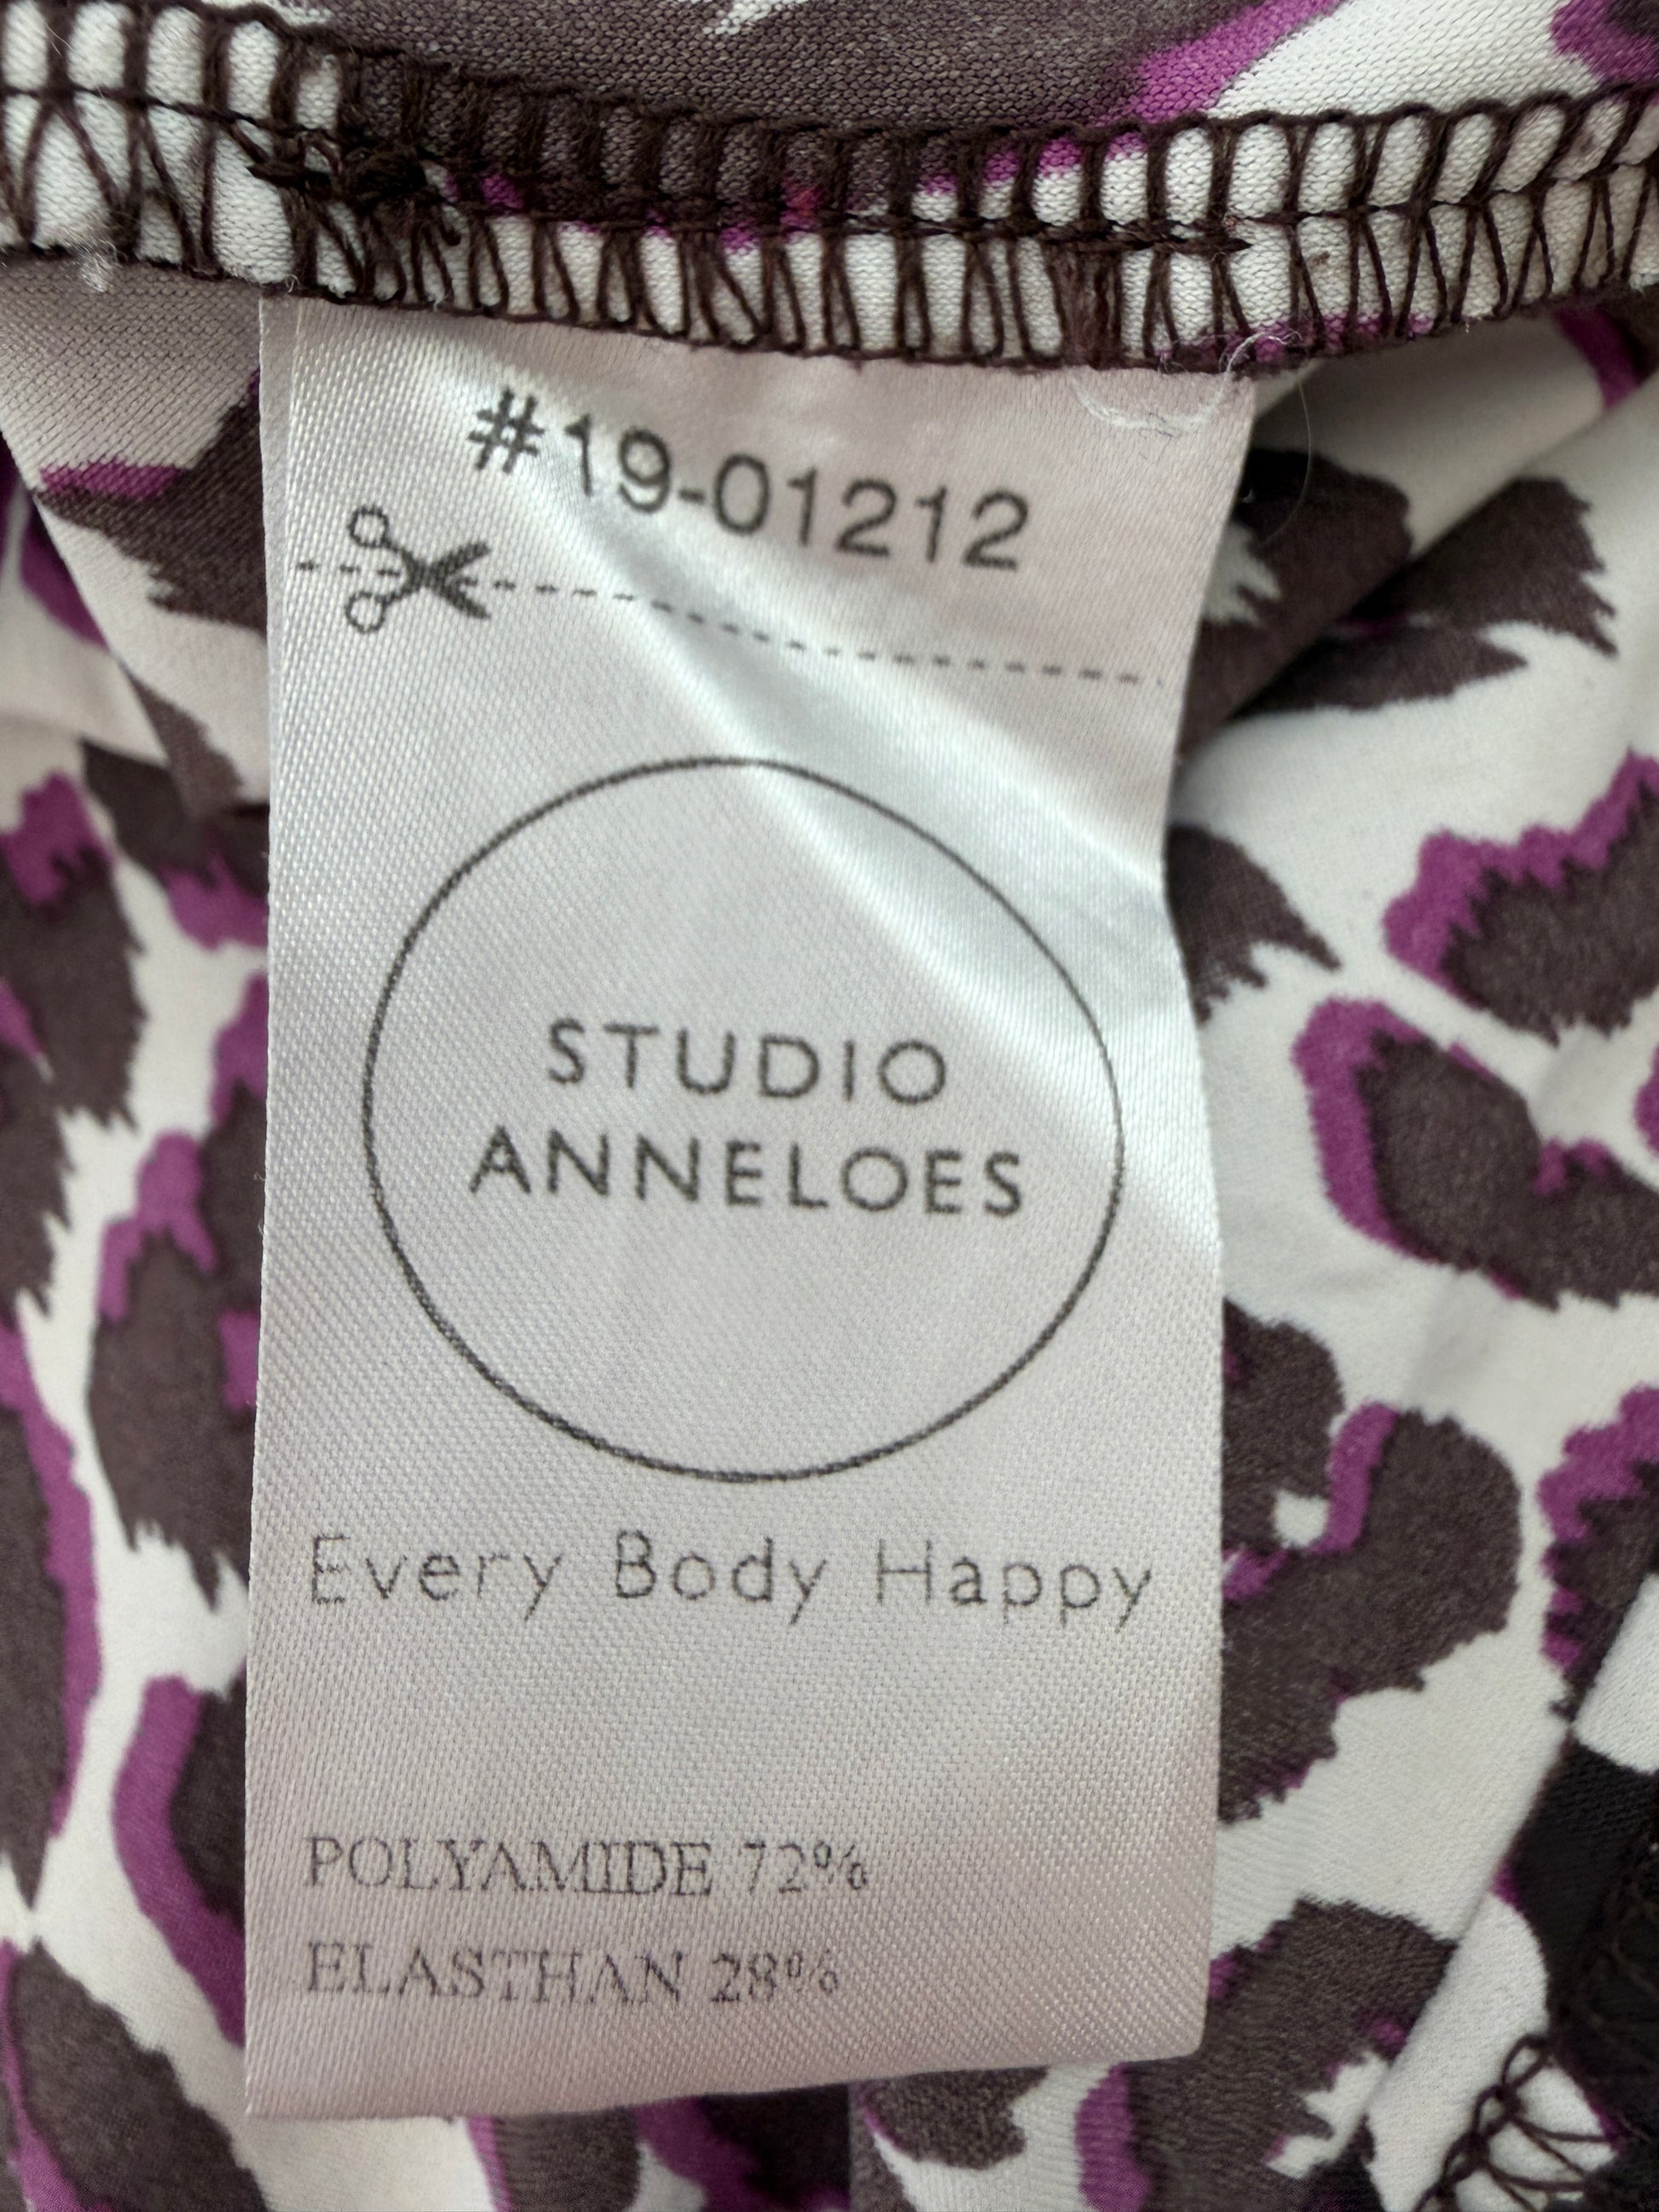 #19-01212
STUDIO
ANNELOES
Every Body Happy
POLYAMIDE 72%
ELASTHAN 28%